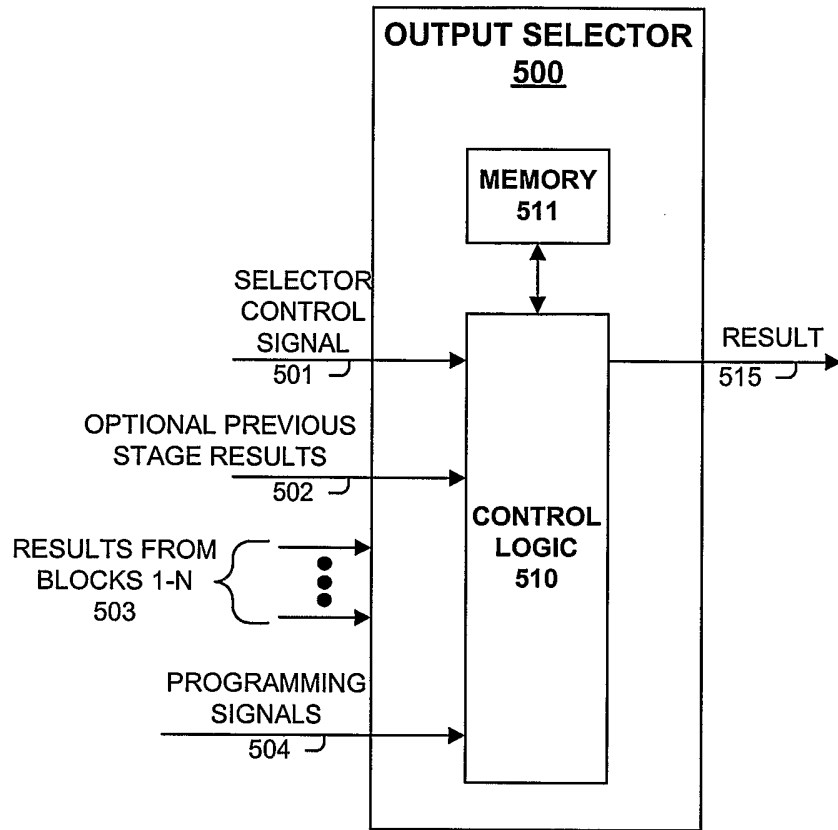 OUTPUT SELECTOR
500
MEMORY
511
SELECTOR
CONTROL
SIGNAL
501
RESULT
515
OPTIONAL PREVIOUS
STAGE RESULTS
502
CONTROL
LOGIC
510
RESULTS FROM
BLOCKS 1-N
503
PROGRAMMING
SIGNALS
504